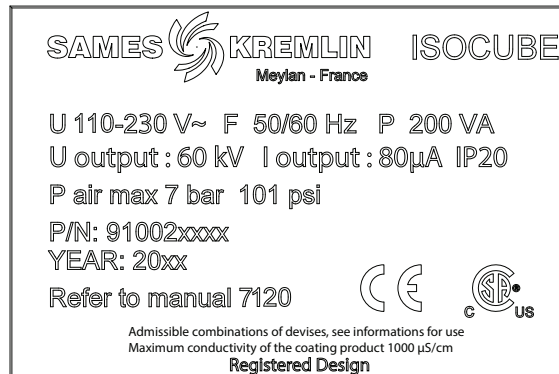 SAMES KREMLIN ISOCUBE
Meylan - France
U 110-230 V~ F 50/60 Hz P 200 VA
U output : 60 kV I output : 80µA IP20
P air max 7 bar 101 psi
P/N: 91002xxxx
YEAR: 20xx
Refer to manual 7120
CE
C SA ® US
Admissible combinations of devises, see informations for use
Maximum conductivity of the coating product 1000 µS/cm
Registered Design